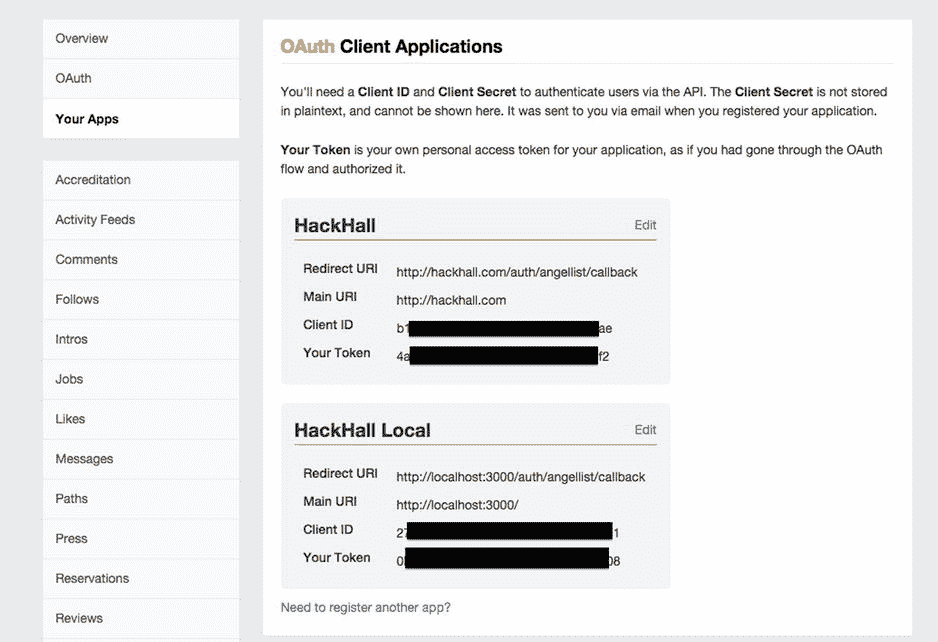 Overview
OAuth
Your Apps
Accreditation
Activity Feeds
Comments
Follows
Intros
Jobs
Likes
Messages
Paths
Press
Reservations
Reviews
OAuth Client Applications
You'll need a Client ID and Client Secret to authenticate users via the API. The Client Secret is not stored
in plaintext, and cannot be shown here. It was sent to you via email when you registered your application.
Your Token is your own personal access token for your application, as if you had gone through the OAuth
flow and authorized it.
HackHall Edit
Redirect URI http://hackhall.com/auth/angellist/callback
Main URI http://hackhall.com
Client ID b1 ae
Your Token 4a f2
HackHall Local Edit
Redirect URI http://localhost:3000/auth/angellist/callback
Main URI http://localhost:3000/
Client ID 27 1
Your Token 0 08
Need to register another app?